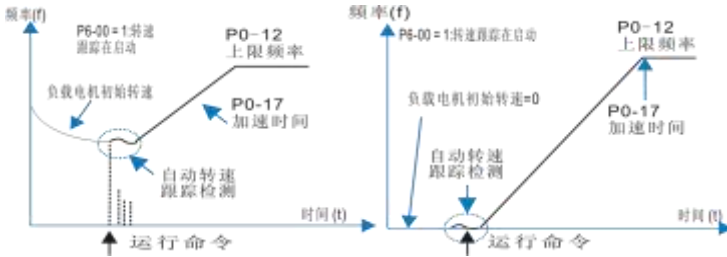 频率(f)
P6-00 = 1:转速
跟踪在启动
P0-12
上限频率
负载电机初始转速
P0-17
加速时间
自动转速
跟踪检测
时间(t)
运行命令
频率(f)
P6-00=1:转速跟踪在启动
P0-12
上限频率
负载电机初始转速=0
P0-17
加速时间
自动转速
跟踪检测
时间(t)
运行命令